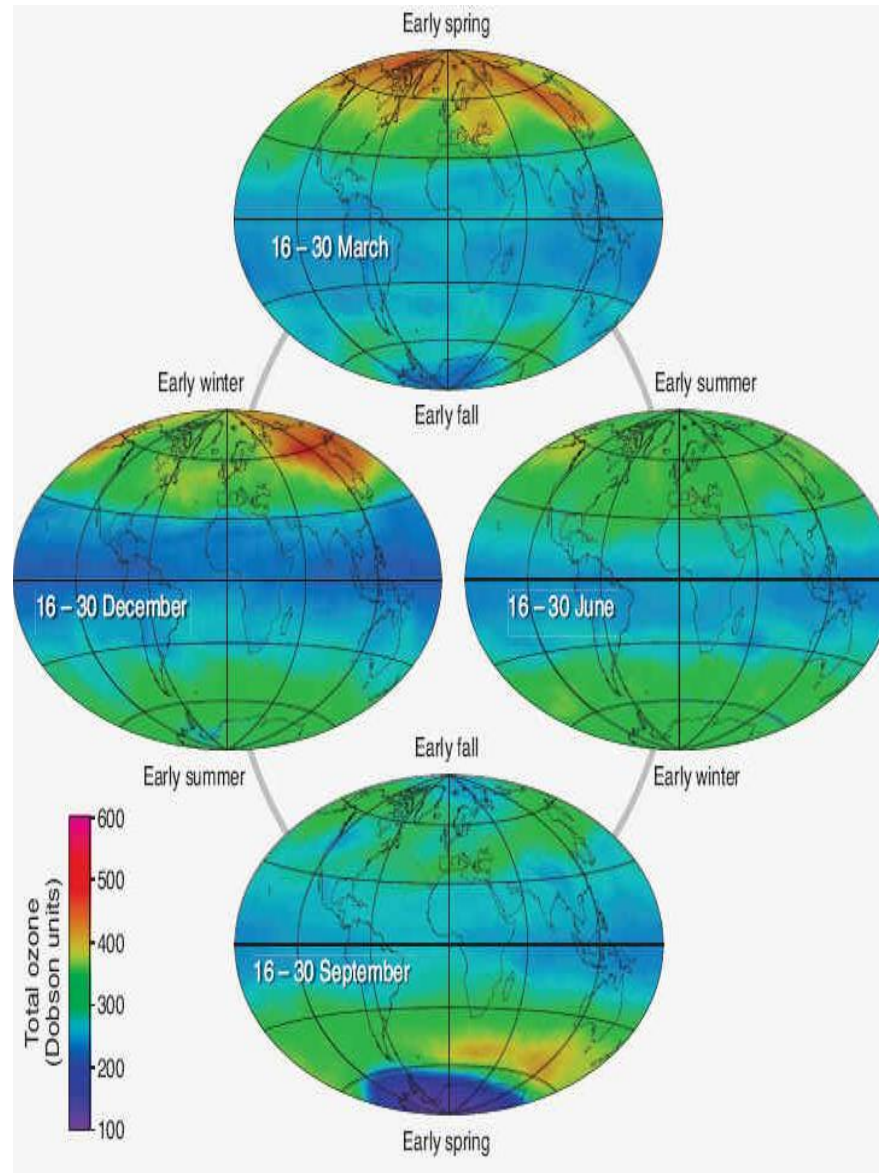 Early spring
16 – 30 March
Early winter
Early summer
Early fall
16 – 30 December
16 – 30 June
Early fall
Early summer
Early winter
16 – 30 September
Early spring
Total ozone
(Dobson units)
600
500
400
300
200
100